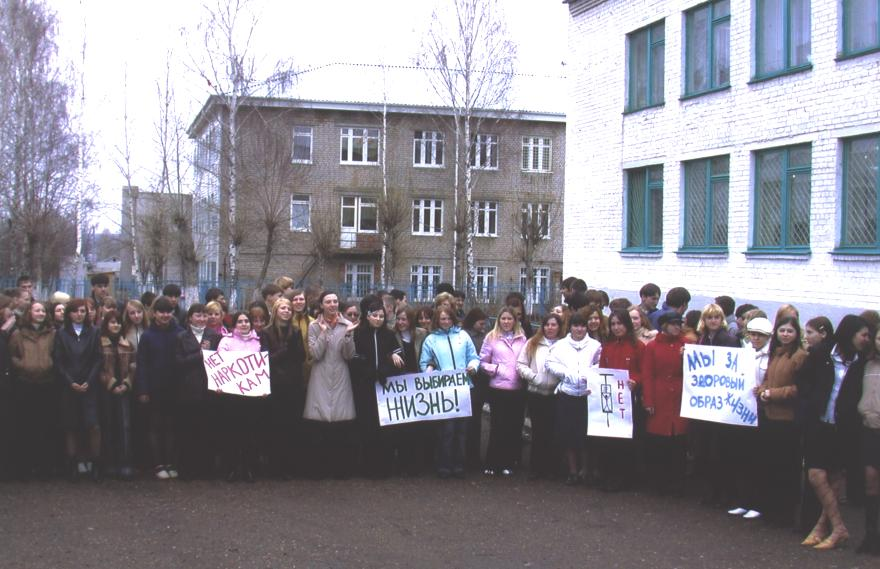 НЕТ
НАРКОТИ
КАМ
МЫ ВЫБИРАЕМ
ЖИЗНЬ!
НЕТ
МЫ ЗА
ЗДОРОВЫЙ
ОБРАЗ ЖИЗНИ